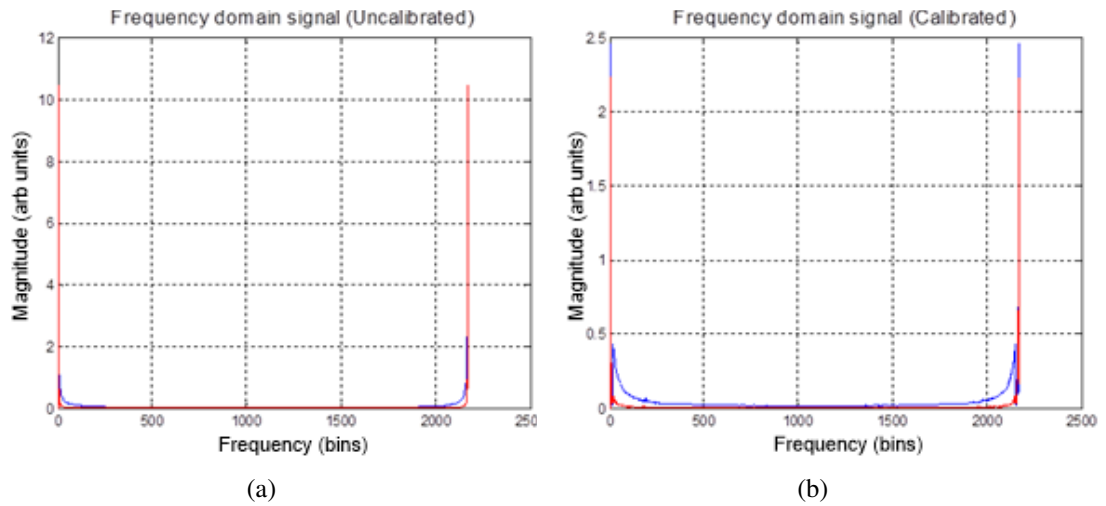 Frequency domain signal (Uncalibrated)
12
10
8
6
4
2
0
Magnitude (arb units)
0 500 1000 1500 2000 2500
Frequency (bins)
(a)
Frequency domain signal (Calibrated)
2.5
2
1.5
1
0.5
0
Magnitude (arb units)
0 500 1000 1500 2000 2500
Frequency (bins)
(b)